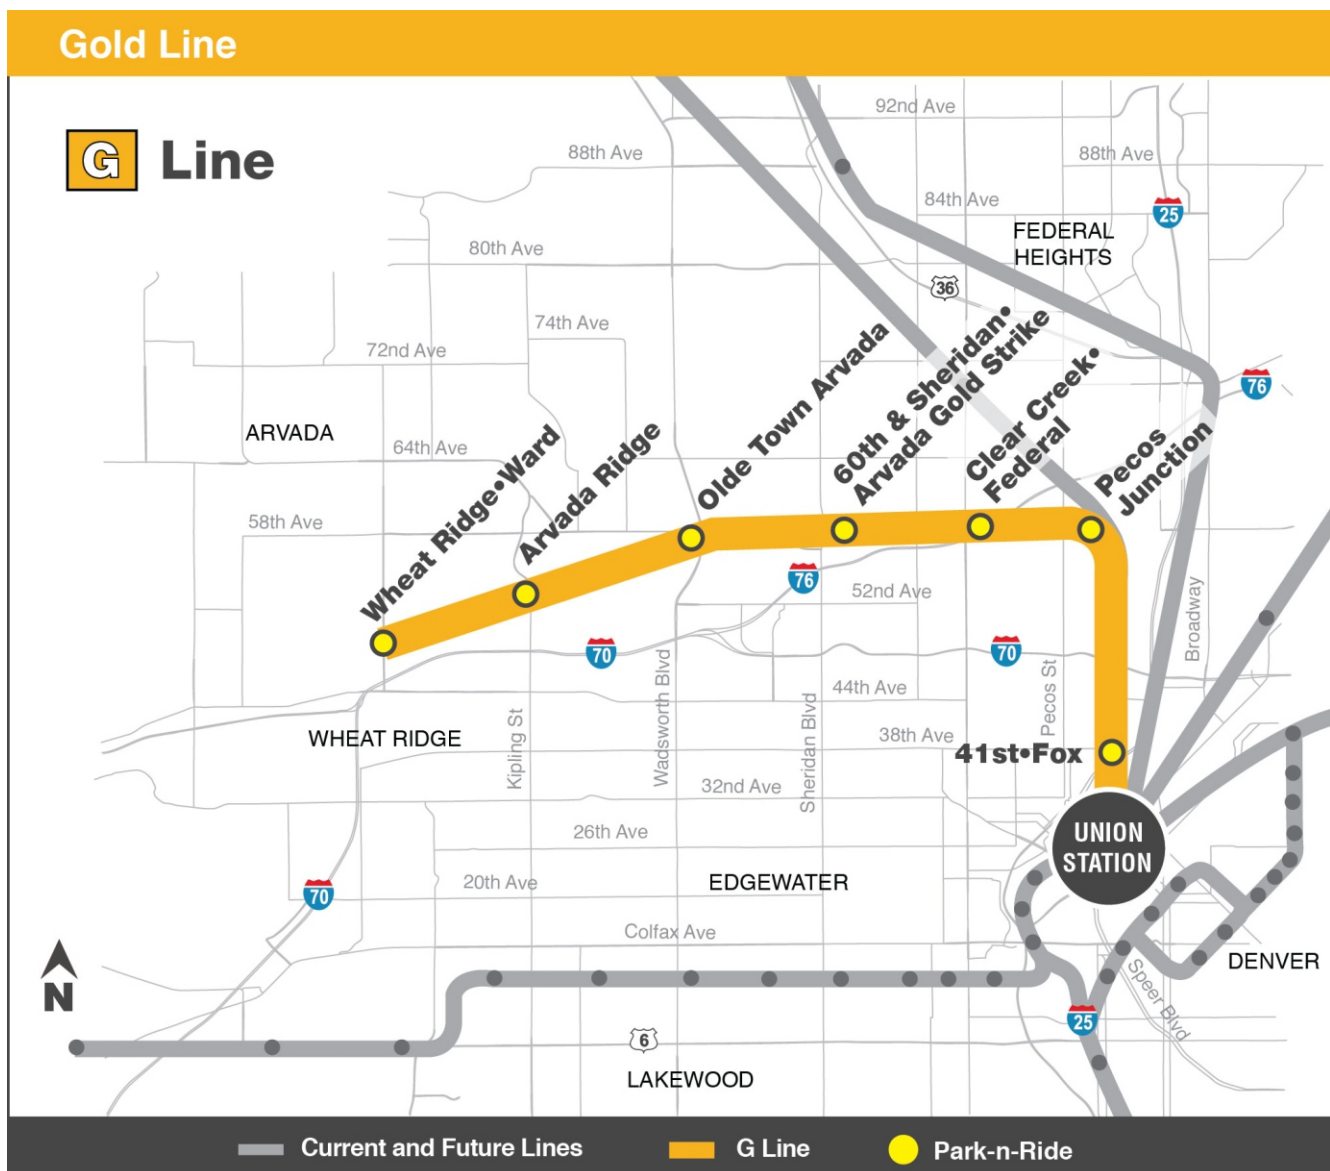 Gold Line
G Line
92nd Ave
88th Ave
88th Ave
84th Ave
25
FEDERAL
HEIGHTS
80th Ave
36
74th Ave
72nd Ave
76
ARVADA
64th Ave
58th Ave
Wheat Ridge•Ward
Arvada Ridge
Olde Town Arvada
60th & Sheridan•
Arvada Gold Strike
Clear Creek•
Federal
Pecos
Junction
76
52nd Ave
Broadway
70
70
Wadsworth Blvd
44th Ave
Pecos St
Kipling St
Sheridan Blvd
WHEAT RIDGE
38th Ave
41st•Fox
32nd Ave
26th Ave
UNION
STATION
20th Ave
EDGEWATER
70
Colfax Ave
N
DENVER
Speer Blvd
25
6
LAKEWOOD
Current and Future Lines
G Line
Park-n-Ride